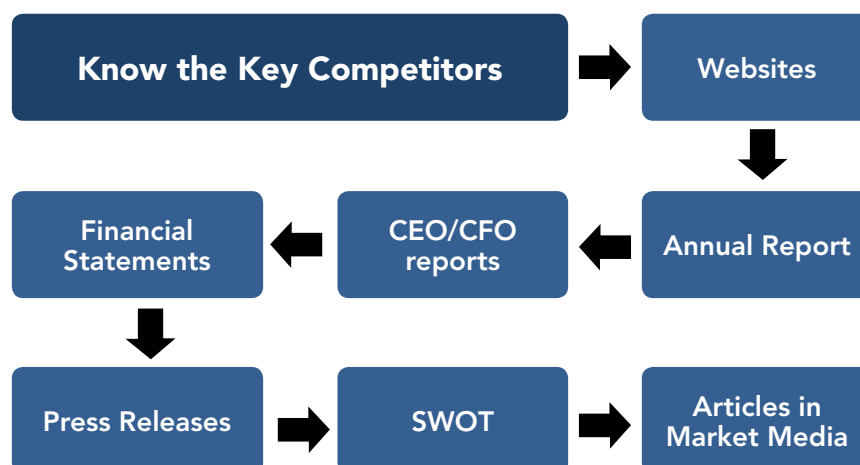 Know the Key Competitors
Websites
Annual Report
CEO/CFO
reports
Financial
Statements
Press Releases
SWOT
Articles in
Market Media